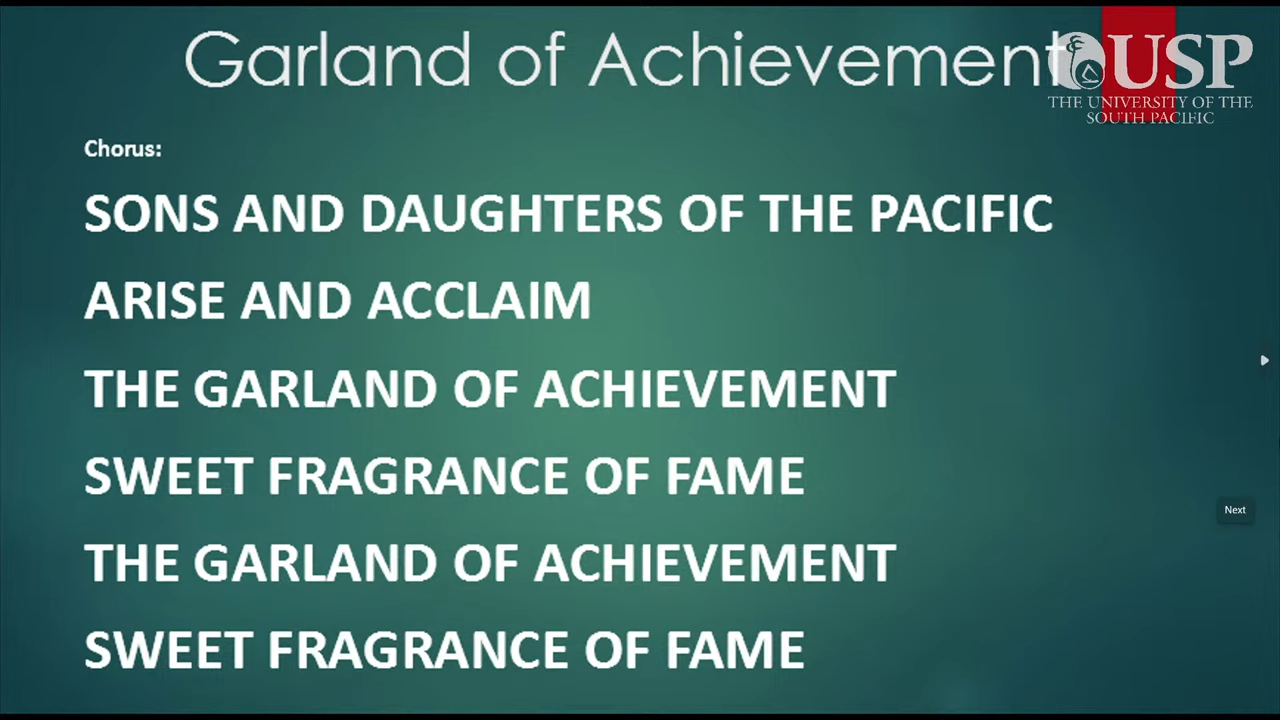 Garland of Achievement
USP
THE UNIVERSITY OF THE
SOUTH PACIFIC
Chorus:
SONS AND DAUGHTERS OF THE PACIFIC
ARISE AND ACCLAIM
THE GARLAND OF ACHIEVEMENT
SWEET FRAGRANCE OF FAME
Next
THE GARLAND OF ACHIEVEMENT
SWEET FRAGRANCE OF FAME